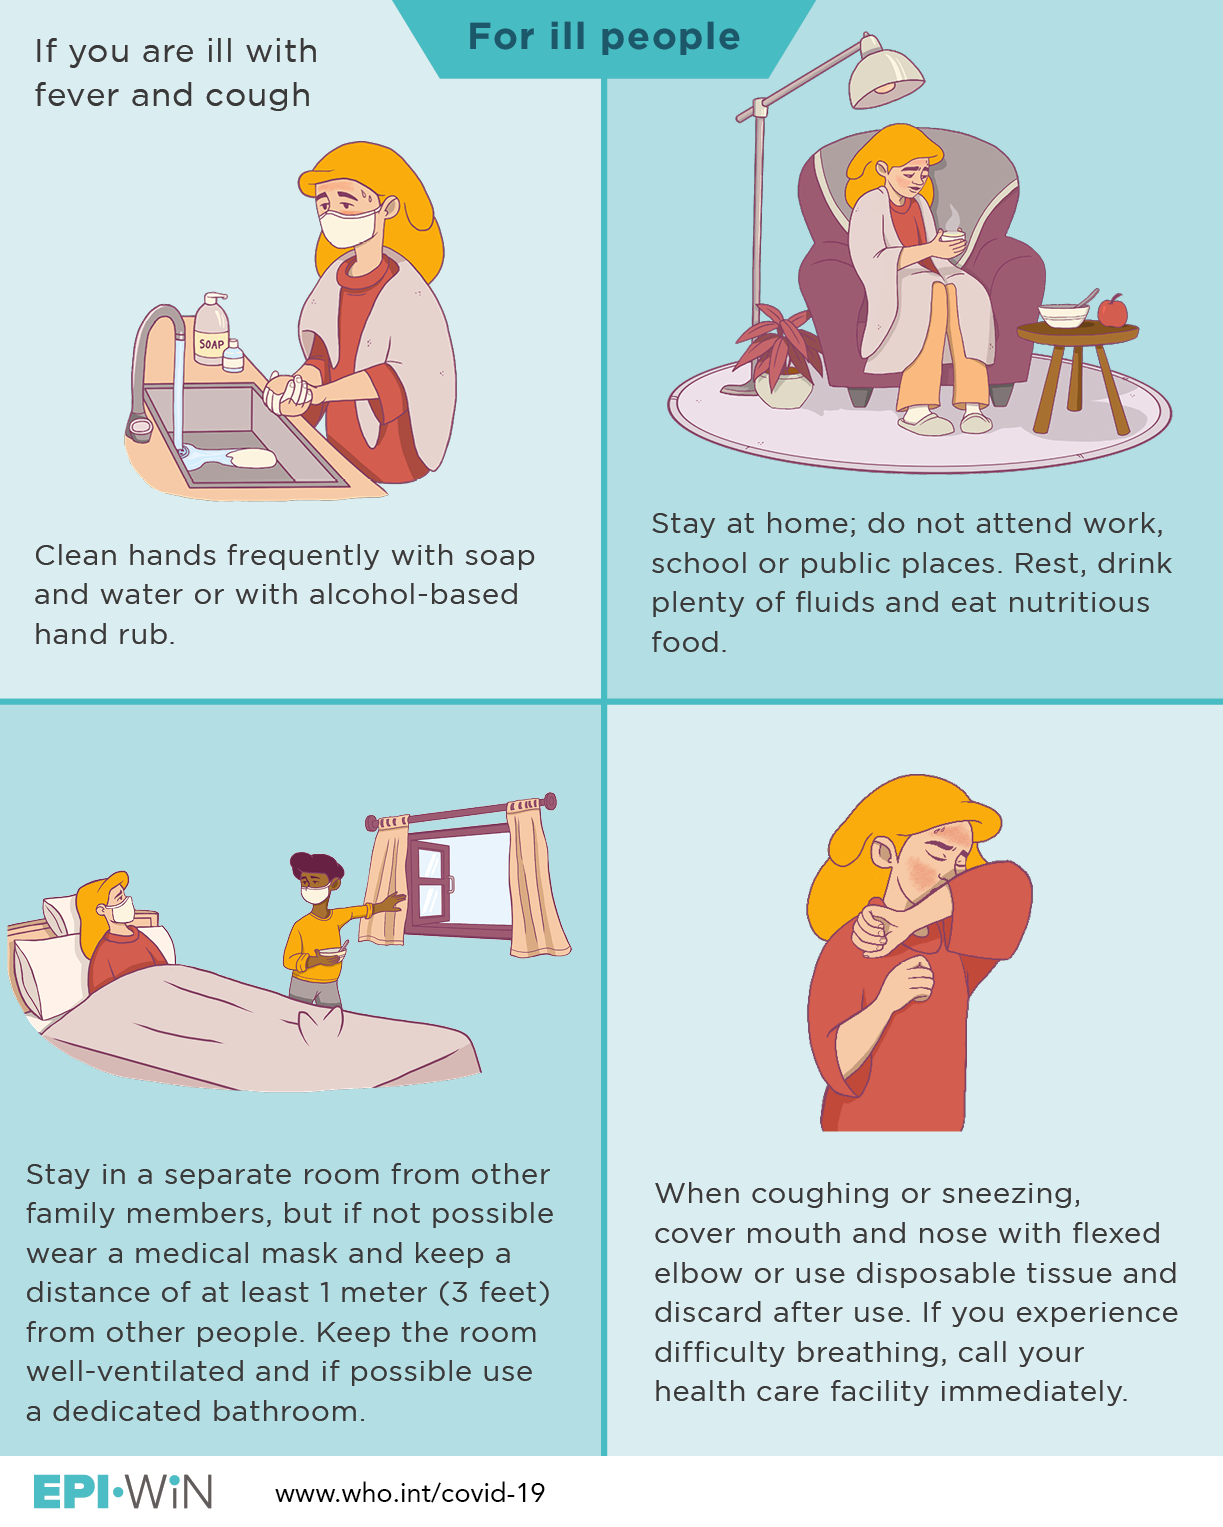 For ill people
If you are ill with
fever and cough
SOAP
Clean hands frequently with soap
and water or with alcohol-based
hand rub.
Stay at home; do not attend work,
school or public places. Rest, drink
plenty of fluids and eat nutritious
food.
Stay in a separate room from other
family members, but if not possible
wear a medical mask and keep a
distance of at least 1 meter (3 feet)
from other people. Keep the room
well-ventilated and if possible use
a dedicated bathroom.
When coughing or sneezing,
cover mouth and nose with flexed
elbow or use disposable tissue and
discard after use. If you experience
difficulty breathing, call your
health care facility immediately.
EPI•WiN
www.who.int/covid-19